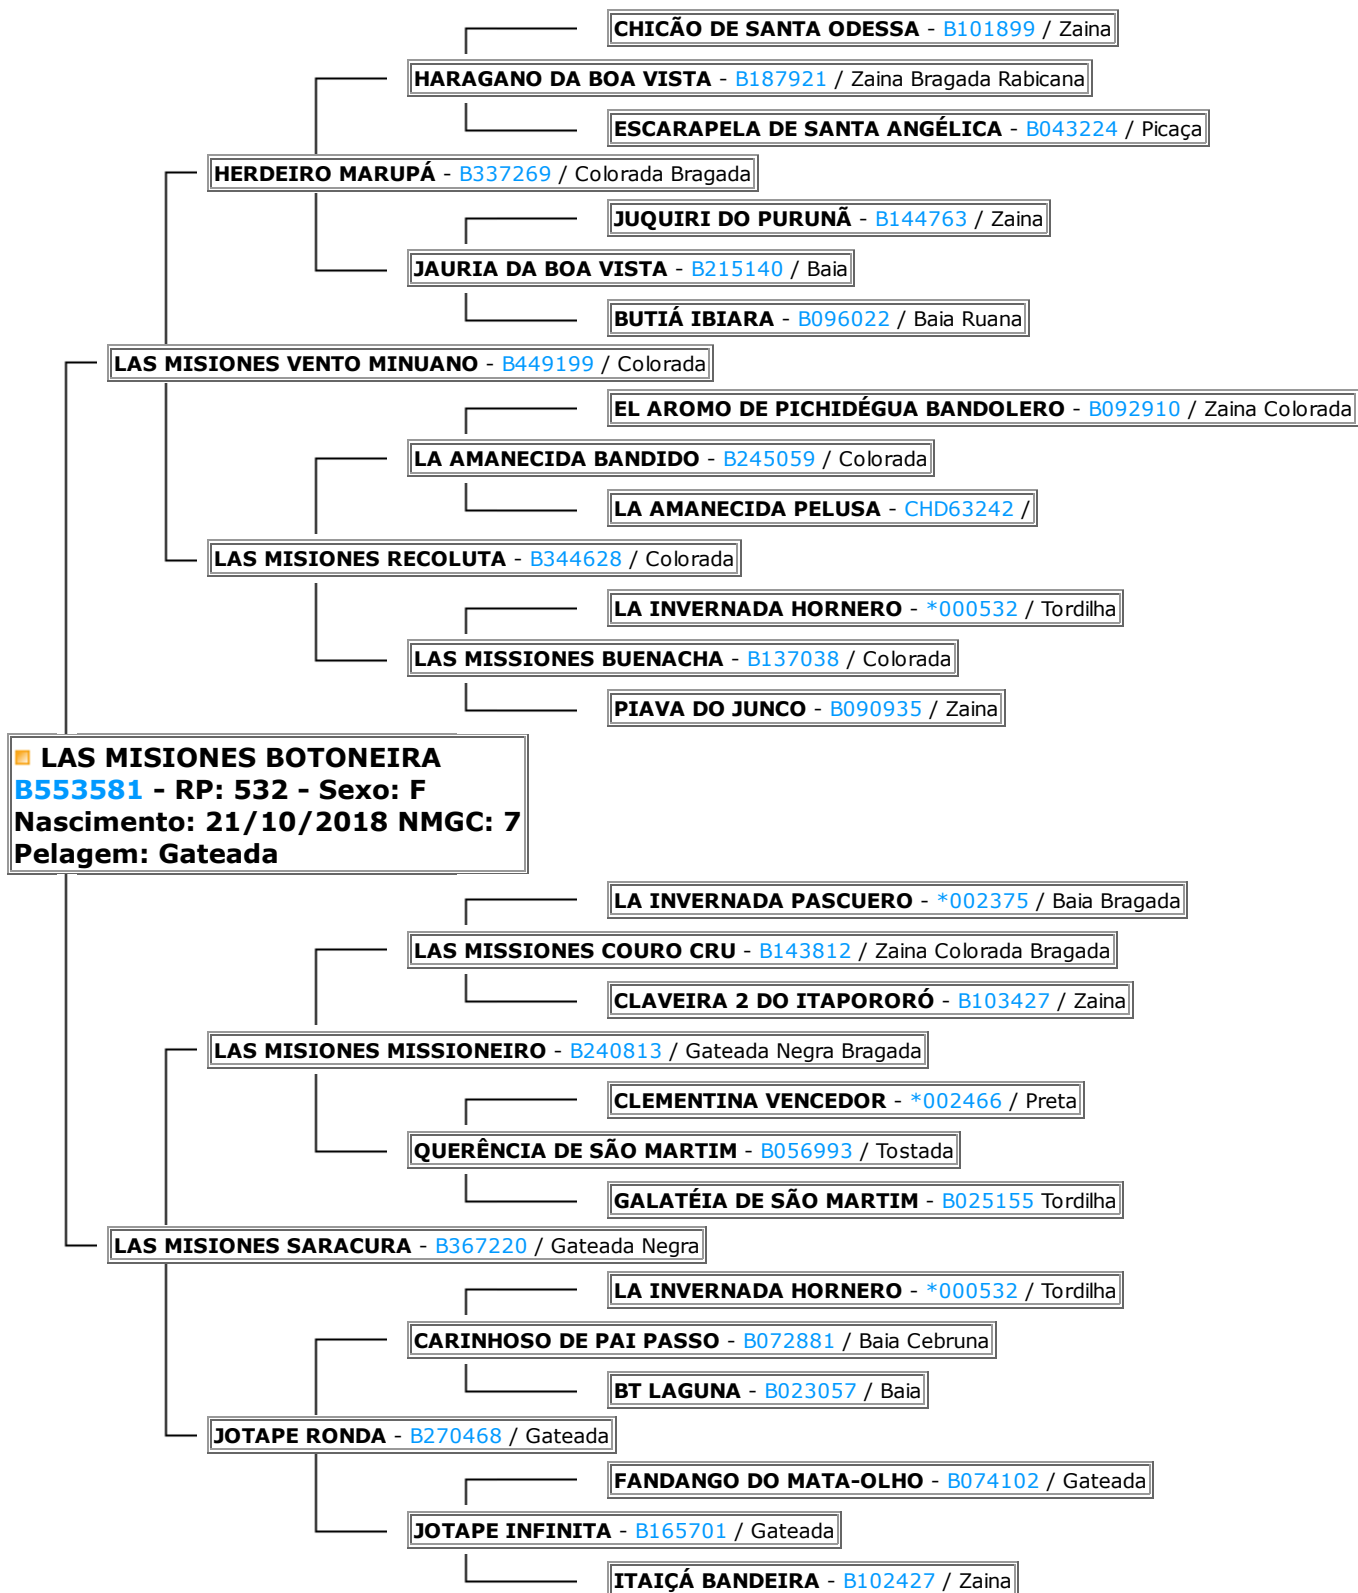 CHICÃO DE SANTA ODESSA - B101899 / Zaina
HARAGANO DA BOA VISTA - B187921 / Zaina Bragada Rabicana
ESCARAPELA DE SANTA ANGÉLICA - B043224 / Picaça
HERDEIRO MARUPÁ - B337269 / Colorada Bragada
JUQUIRI DO PURUNÃ - B144763 / Zaina
JAURIA DA BOA VISTA - B215140 / Baia
BUTIÁ IBIARA - B096022 / Baia Ruana
LAS MISIONES VENTO MINUANO - B449199 / Colorada
EL AROMO DE PICHIDÉGUA BANDOLERO - B092910 / Zaina Colorada
LA AMANECIDA BANDIDO - B245059 / Colorada
LA AMANECIDA PELUSA - CHD63242 /
LAS MISIONES RECOLUTA - B344628 / Colorada
LA INVERNADA HORNERO - *000532 / Tordilha
LAS MISSIONES BUENACHA - B137038 / Colorada
PIAVA DO JUNCO - B090935 / Zaina
LAS MISIONES BOTONEIRA
B553581 - RP: 532 - Sexo: F
Nascimento: 21/10/2018 NMGC: 7
Pelagem: Gateada
LA INVERNADA PASCUERO - *002375 / Baia Bragada
LAS MISSIONES COURO CRU - B143812 / Zaina Colorada Bragada
CLAVEIRA 2 DO ITAPORORÓ - B103427 / Zaina
LAS MISIONES MISSIONEIRO - B240813 / Gateada Negra Bragada
CLEMENTINA VENCEDOR - *002466 / Preta
QUERÊNCIA DE SÃO MARTIM - B056993 / Tostada
GALATÉIA DE SÃO MARTIM - B025155 Tordilha
LAS MISIONES SARACURA - B367220 / Gateada Negra
LA INVERNADA HORNERO - *000532 / Tordilha
CARINHOSO DE PAI PASSO - B072881 / Baia Cebruna
BT LAGUNA - B023057 / Baia
JOTAPE RONDA - B270468 / Gateada
FANDANGO DO MATA-OLHO - B074102 / Gateada
JOTAPE INFINITA - B165701 / Gateada
ITAIÇÁ BANDEIRA - B102427 / Zaina